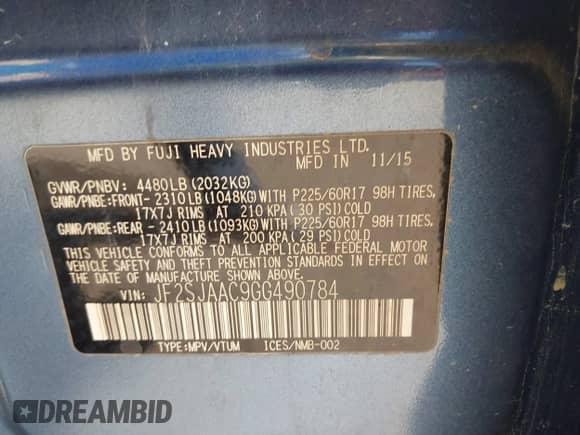 MFD BY FUJI HEAVY INDUSTRIES LTD.
MFD IN 11/15
GVWR/PNBV: 4480LB (2032KG)
GAWR/PNBE:FRONT- 2310LB (1048KG) WITH P225/60R17 98H TIRES.
17X7J RIMS AT 210 KPA (30 PSI) COLD
GAWR/PNBE:REAR - 2410LB (1093KG) WITH P225/60R17 98H TIRES.
17X7J RIMS AT 200 KPA (29 PSI) COLD
THIS VEHICLE CONFORMS TO ALL APPLICABLE FEDERAL MOTOR
VEHICLE SAFETY AND THEFT PREVENTION STANDARDS IN EFFECT
ON THE DATE OF MANUFACTURE SHOWN ABOVE.
VIN: JF2SJAAC9GG490784
TYPE:MPV/VTUM ICES/NMB-002
DREAMBID